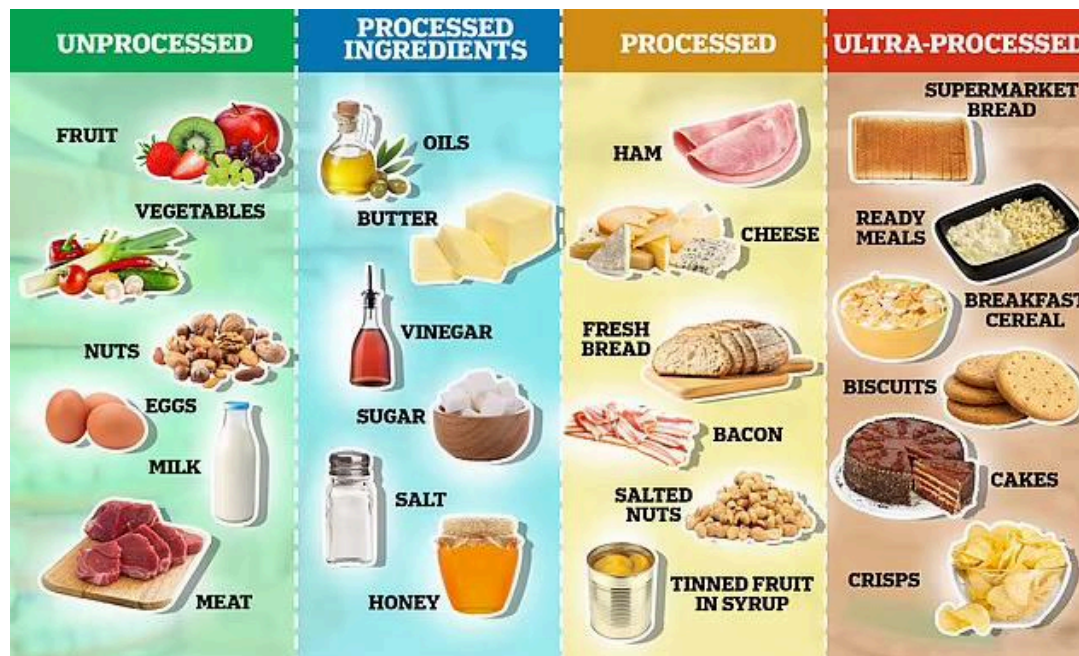 UNPROCESSED
FRUIT
VEGETABLES
NUTS
EGGS
MILK
MEAT
PROCESSED
INGREDIENTS
OILS
BUTTER
VINEGAR
SUGAR
SALT
HONEY
PROCESSED
HAM
CHEESE
FRESH
BREAD
BACON
SALTED
NUTS
TINNED FRUIT
IN SYRUP
ULTRA-PROCESSED
SUPERMARKET
BREAD
READY
MEALS
BREAKFAST
CEREAL
BISCUITS
CAKES
CRISPS